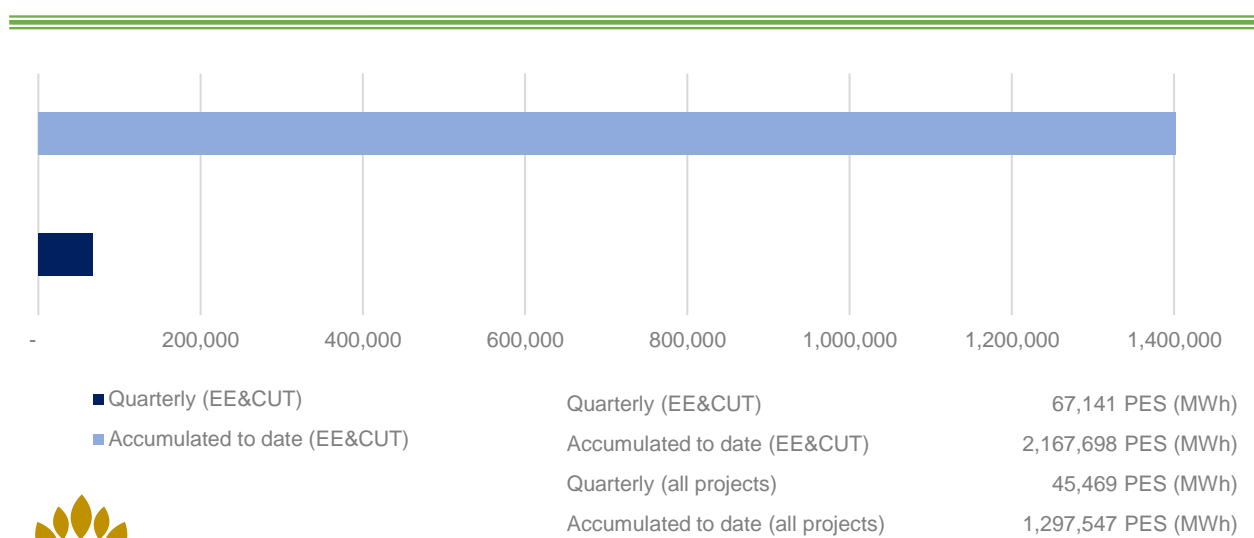 - 200,000 400,000 600,000 800,000 1,000,000 1,200,000 1,400,000
Quarterly (EE&CUT)
Accumulated to date (EE&CUT)
Quarterly (EE&CUT) 67,141 PES (MWh)
Accumulated to date (EE&CUT) 2,167,698 PES (MWh)
Quarterly (all projects) 45,469 PES (MWh)
Accumulated to date (all projects) 1,297,547 PES (MWh)